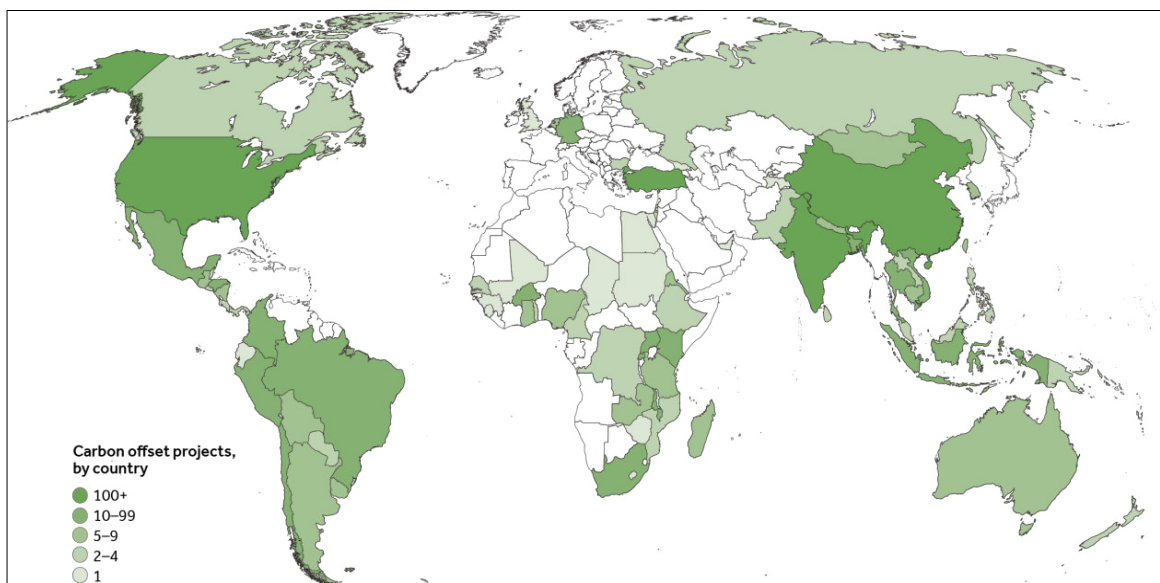 Carbon offset projects,
by country
100+
10–99
5–9
2–4
1